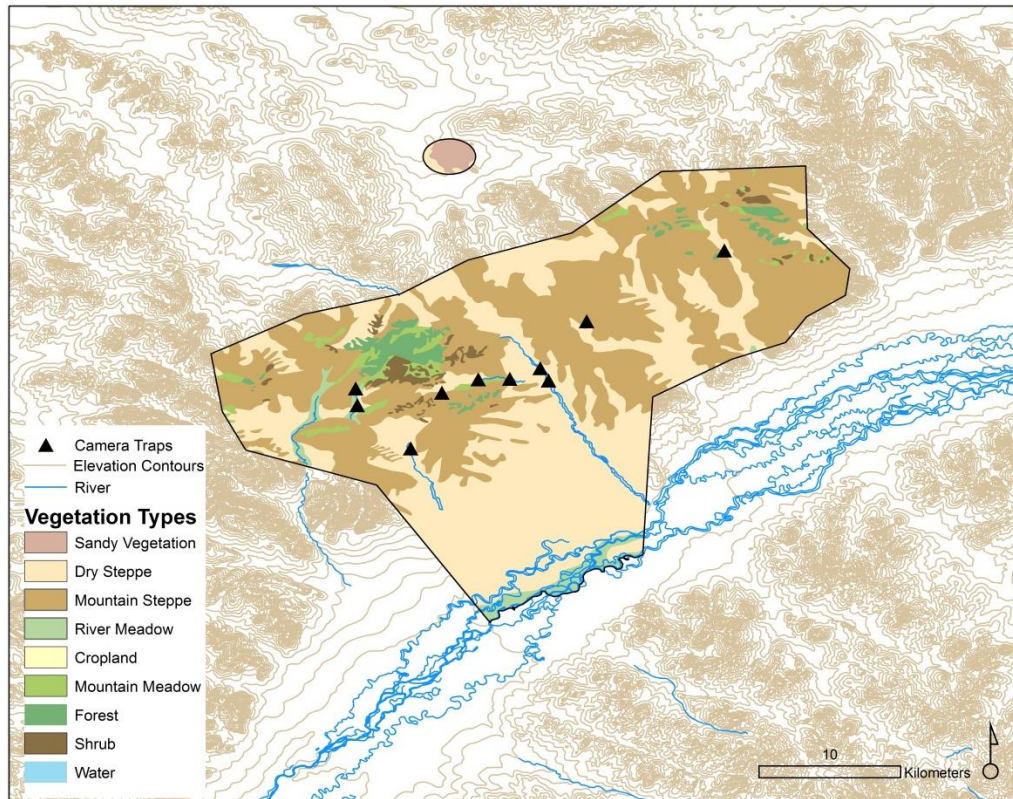 Camera Traps
Elevation Contours
River
Vegetation Types
Sandy Vegetation
Dry Steppe
Mountain Steppe
River Meadow
Cropland
Mountain Meadow
Forest
Shrub
Water
10
Kilometers